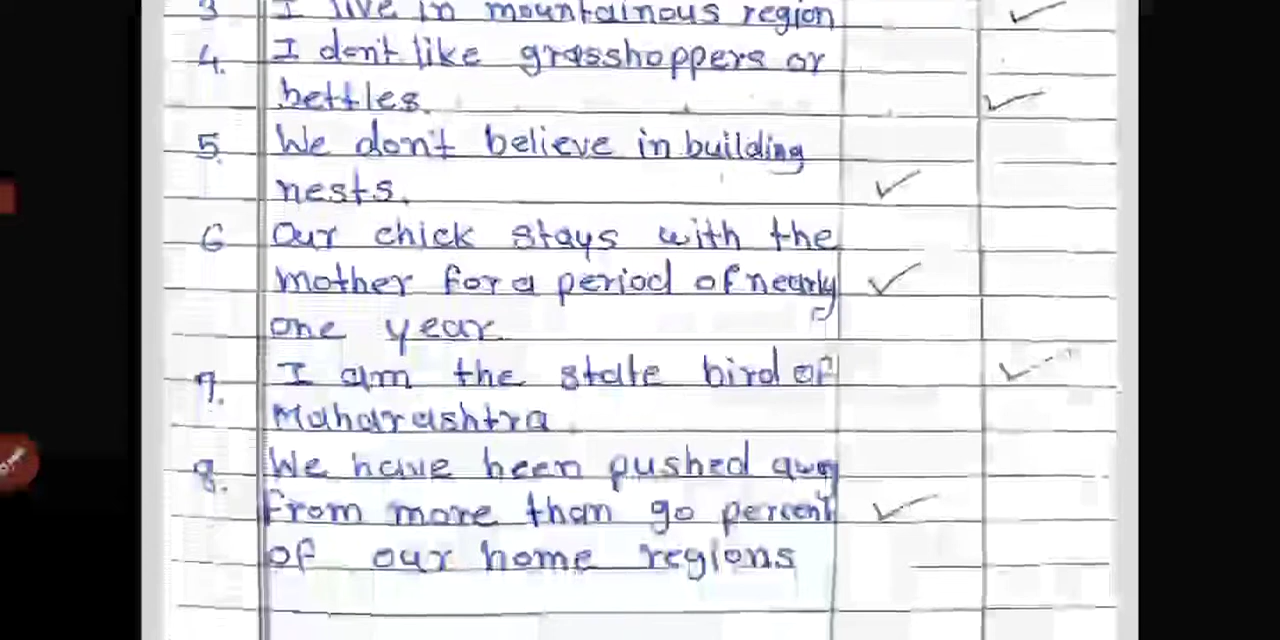 3 I live in mountainous region ✓
4. I don't like grasshoppers or
bettles. ✓
5. We don't believe in building
nests. ✓
6 Our chick stays with the
mother for a period of nearly ✓
one year
7. I am the state bird of ✓
Maharashtra
8. We have been pushed away
from more than 90 percent ✓
of our home regions